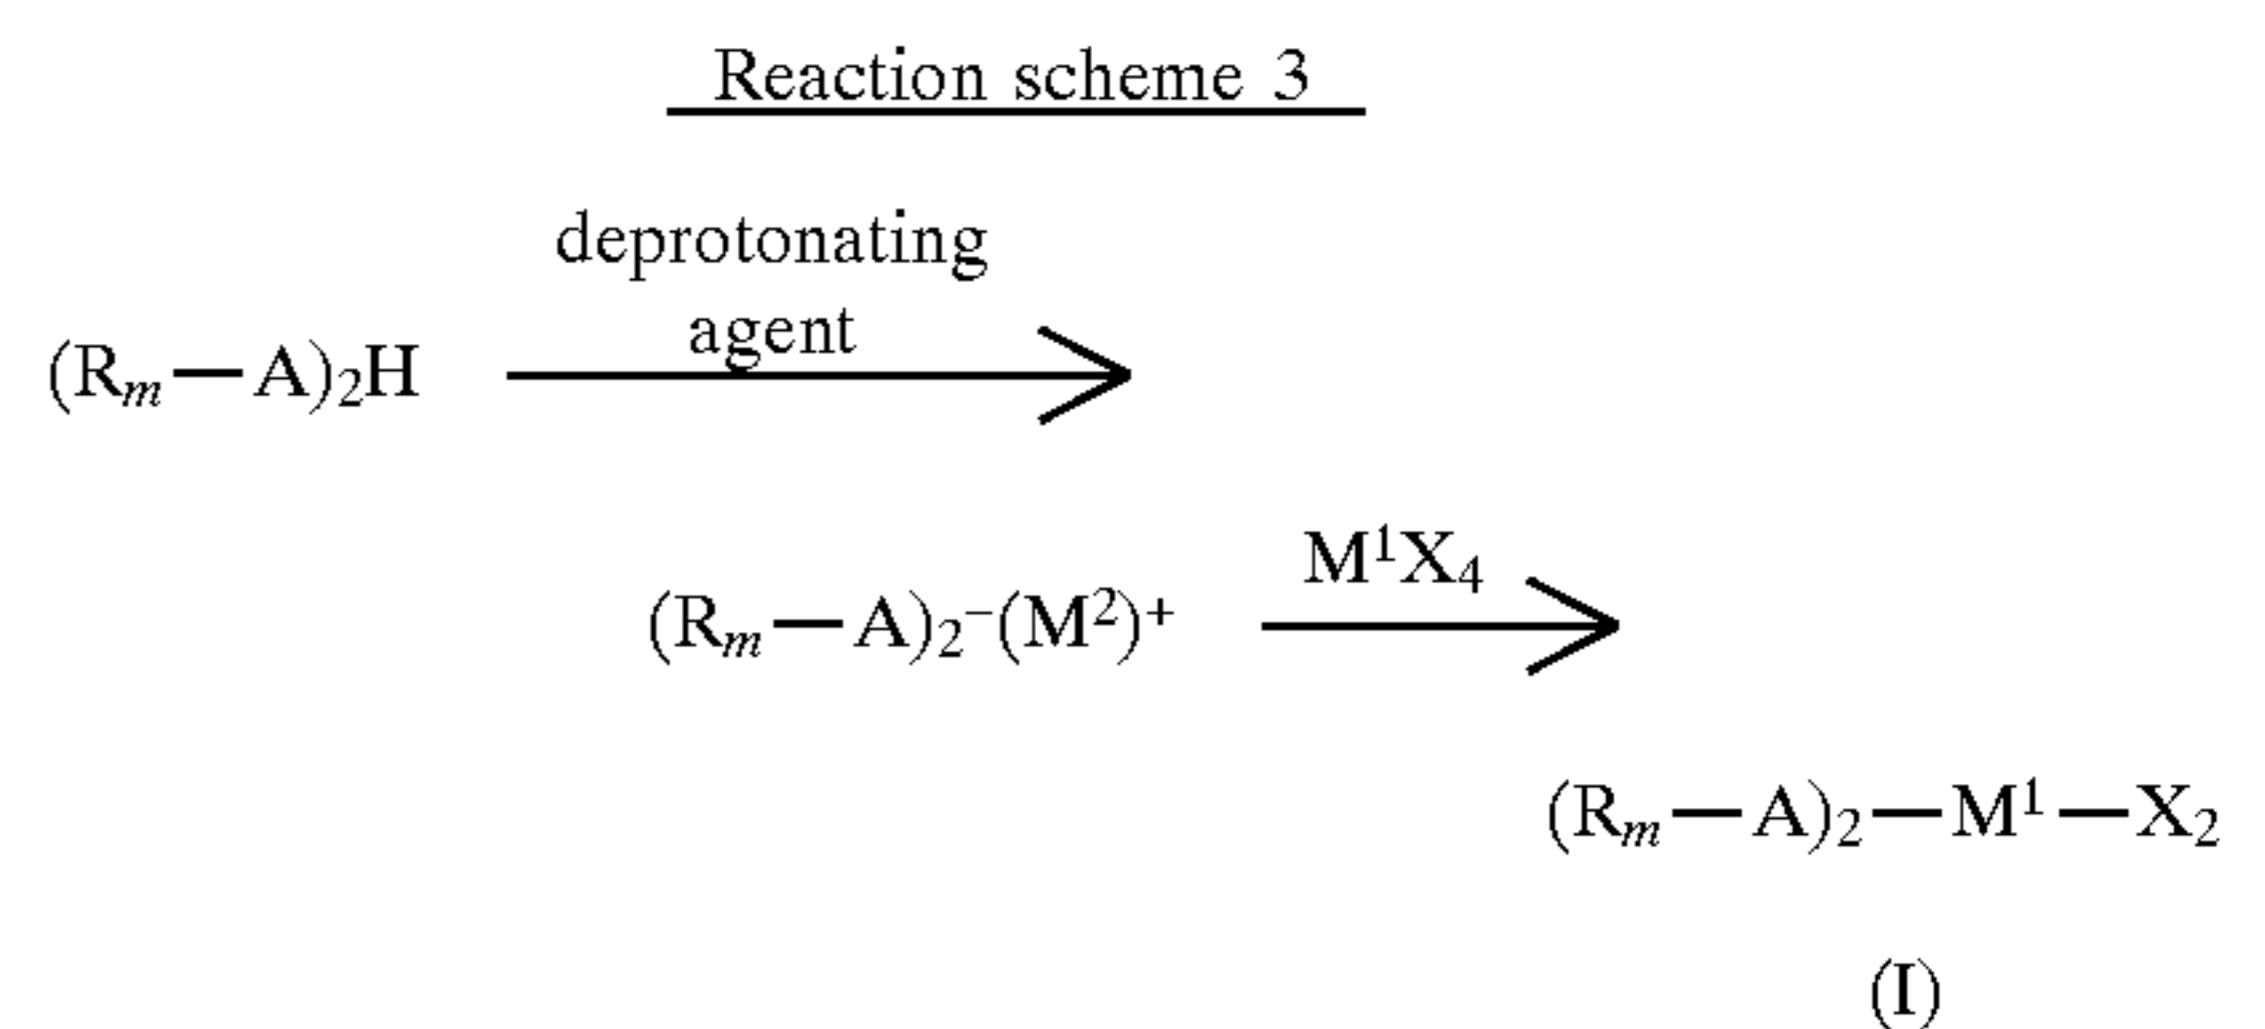 Reaction scheme 3
deprotonating
agent
(Rₘ—A)₂H
M¹X₄
(Rₘ—A)₂⁻(M²)⁺
(Rₘ—A)₂—M¹—X₂
(I)